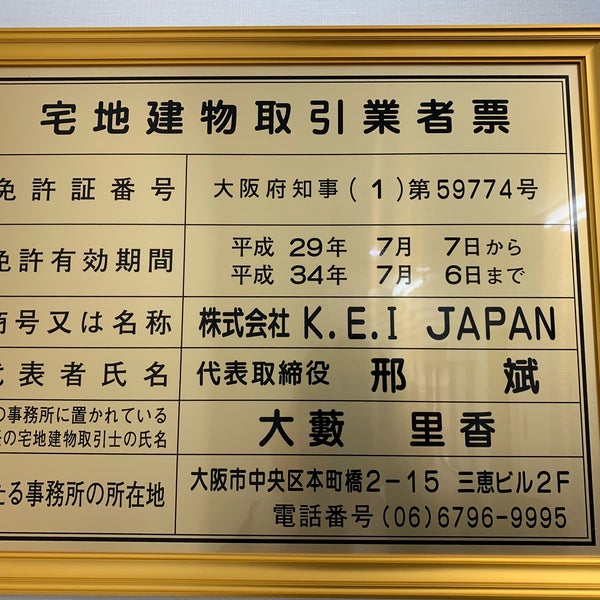 宅地建物取引業者票
免許証番号 大阪府知事(1)第59774号
免許有効期間 平成 29年 7月 7日から
平成 34年 7月 6日まで
商号又は名称 株式会社 K.E.I JAPAN
代表者氏名 代表取締役 邢 斌
の事務所に置かれている
の宅地建物取引士の氏名 大藪 里香
たる事務所の所在地 大阪市中央区本町橋2-15 三恵ビル2F
電話番号(06)6796-9995